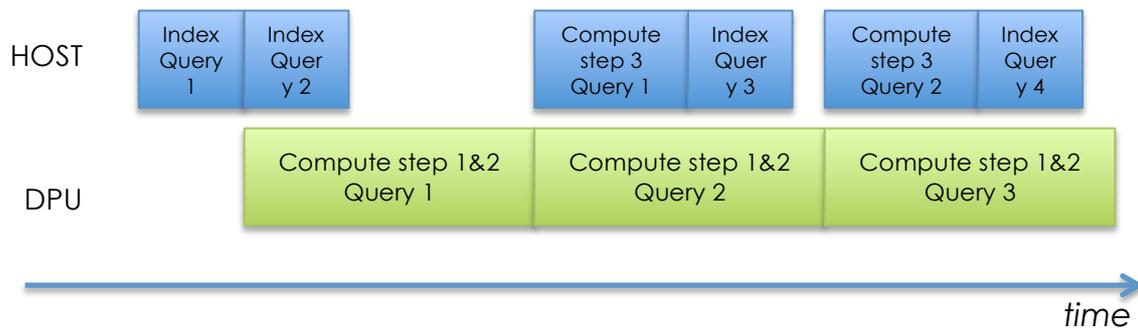 HOST
Index
Query
1
Index
Quer
y 2
Compute
step 3
Query 1
Index
Quer
y 3
Compute
step 3
Query 2
Index
Quer
y 4
DPU
Compute step 1&2
Query 1
Compute step 1&2
Query 2
Compute step 1&2
Query 3
time